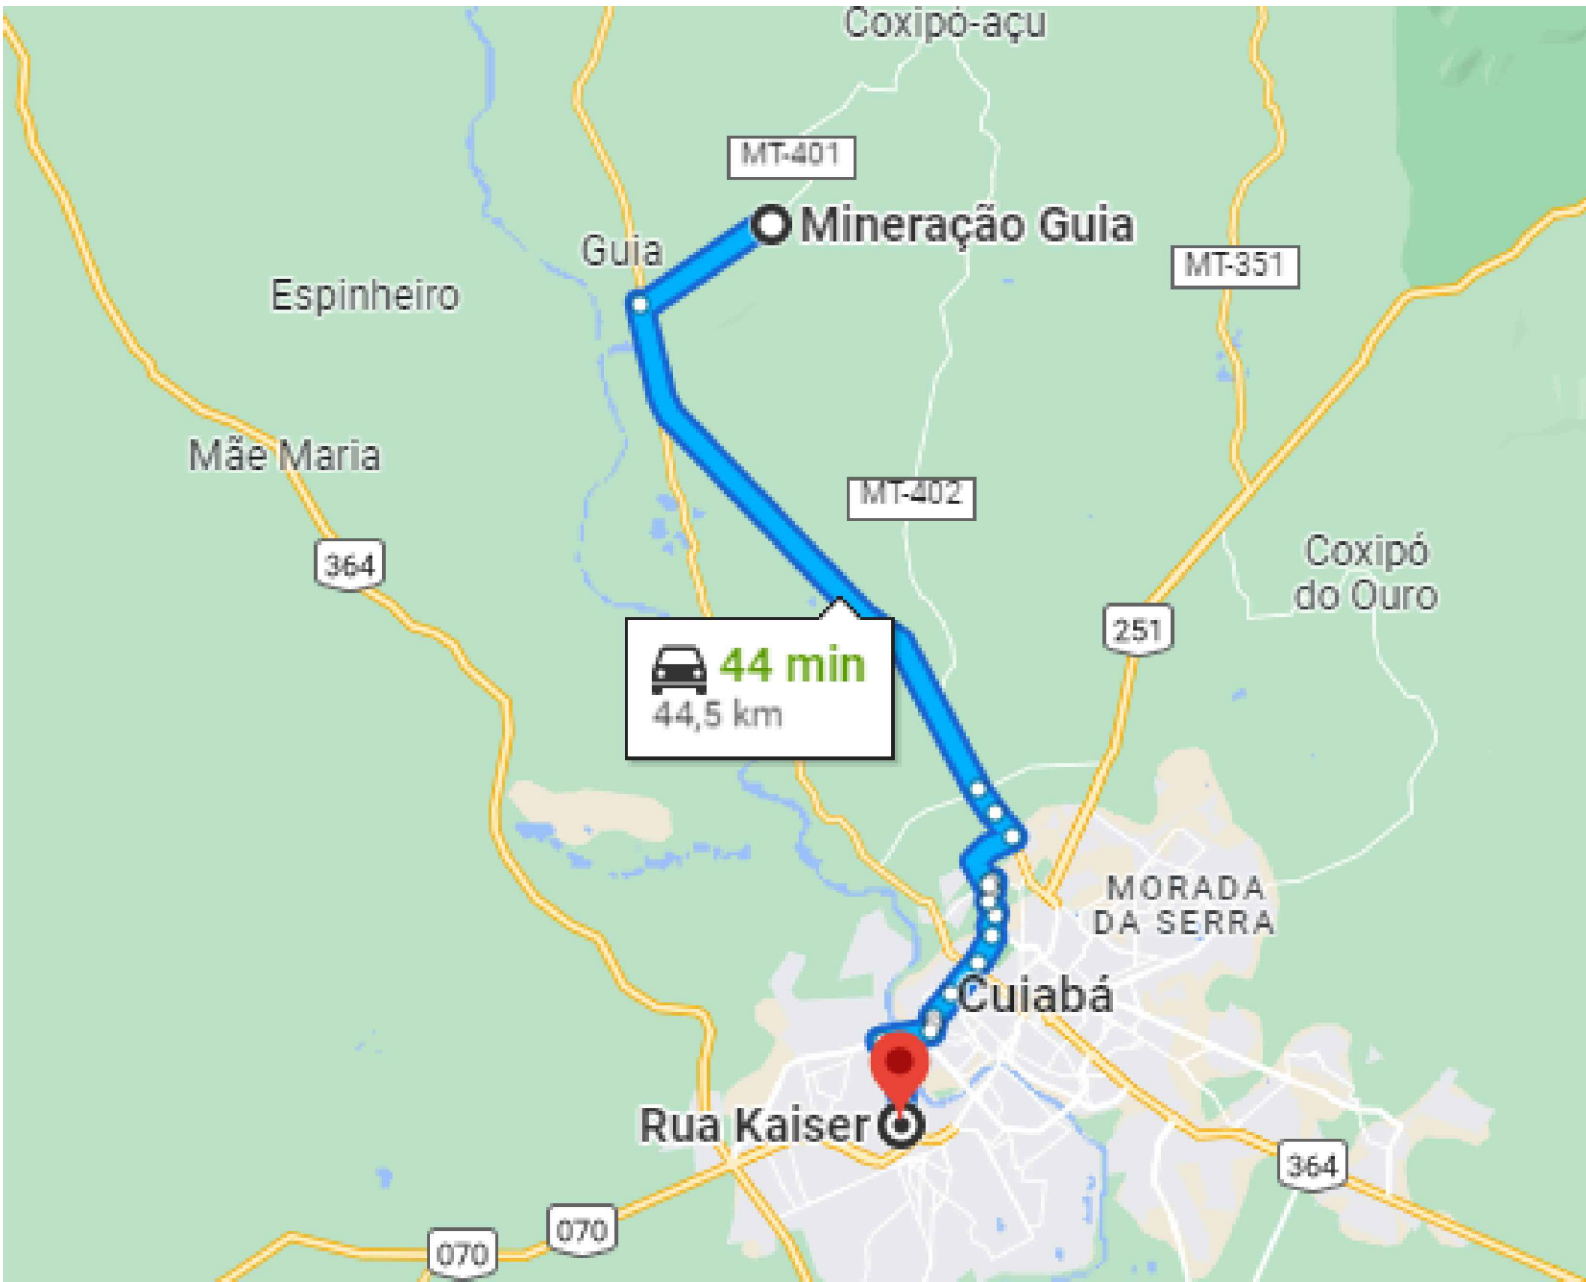 Coxipó-açu
MT-401
Mineração Guia
Guia
MT-351
Espinheiro
Mãe Maria
MT-402
364
Coxipó
do Ouro
251
44 min
44,5 km
MORADA
DA SERRA
Cuiabá
Rua Kaiser
364
070
070